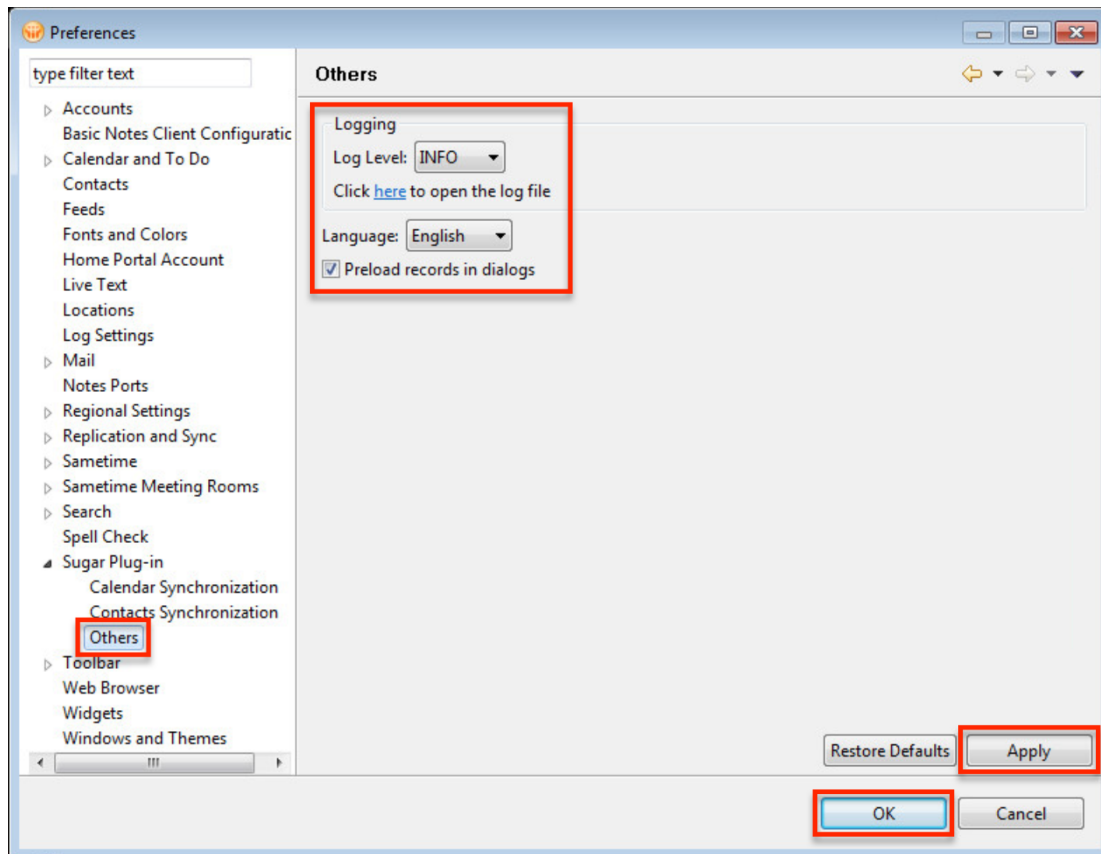 Preferences
type filter text
Accounts
Basic Notes Client Configuratic
Calendar and To Do
Contacts
Feeds
Fonts and Colors
Home Portal Account
Live Text
Locations
Log Settings
Mail
Notes Ports
Regional Settings
Replication and Sync
Sametime
Sametime Meeting Rooms
Search
Spell Check
Sugar Plug-in
Calendar Synchronization
Contacts Synchronization
Others
Toolbar
Web Browser
Widgets
Windows and Themes
Others
Logging
Log Level: INFO
Click here to open the log file
Language: English
Preload records in dialogs
Restore Defaults Apply
OK Cancel